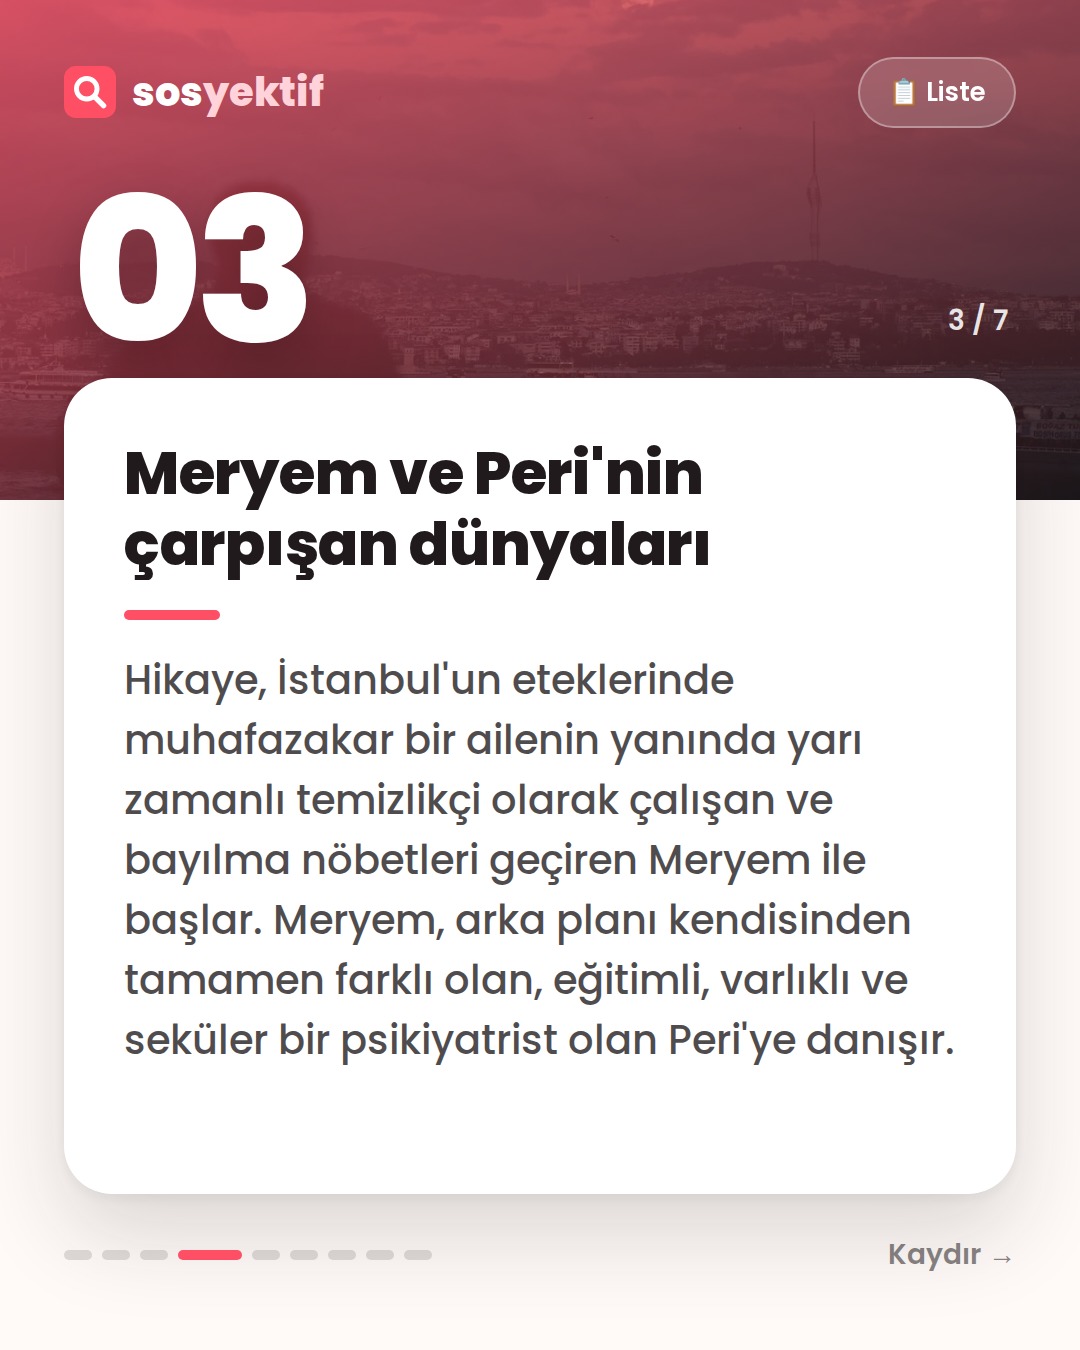 sosyektif
📋 Liste
03
3 / 7
Meryem ve Peri'nin
çarpışan dünyaları
Hikaye, İstanbul'un eteklerinde
muhafazakar bir ailenin yanında yarı
zamanlı temizlikçi olarak çalışan ve
bayılma nöbetleri geçiren Meryem ile
başlar. Meryem, arka planı kendisinden
tamamen farklı olan, eğitimli, varlıklı ve
seküler bir psikiyatrist olan Peri'ye danışır.
Kaydır →